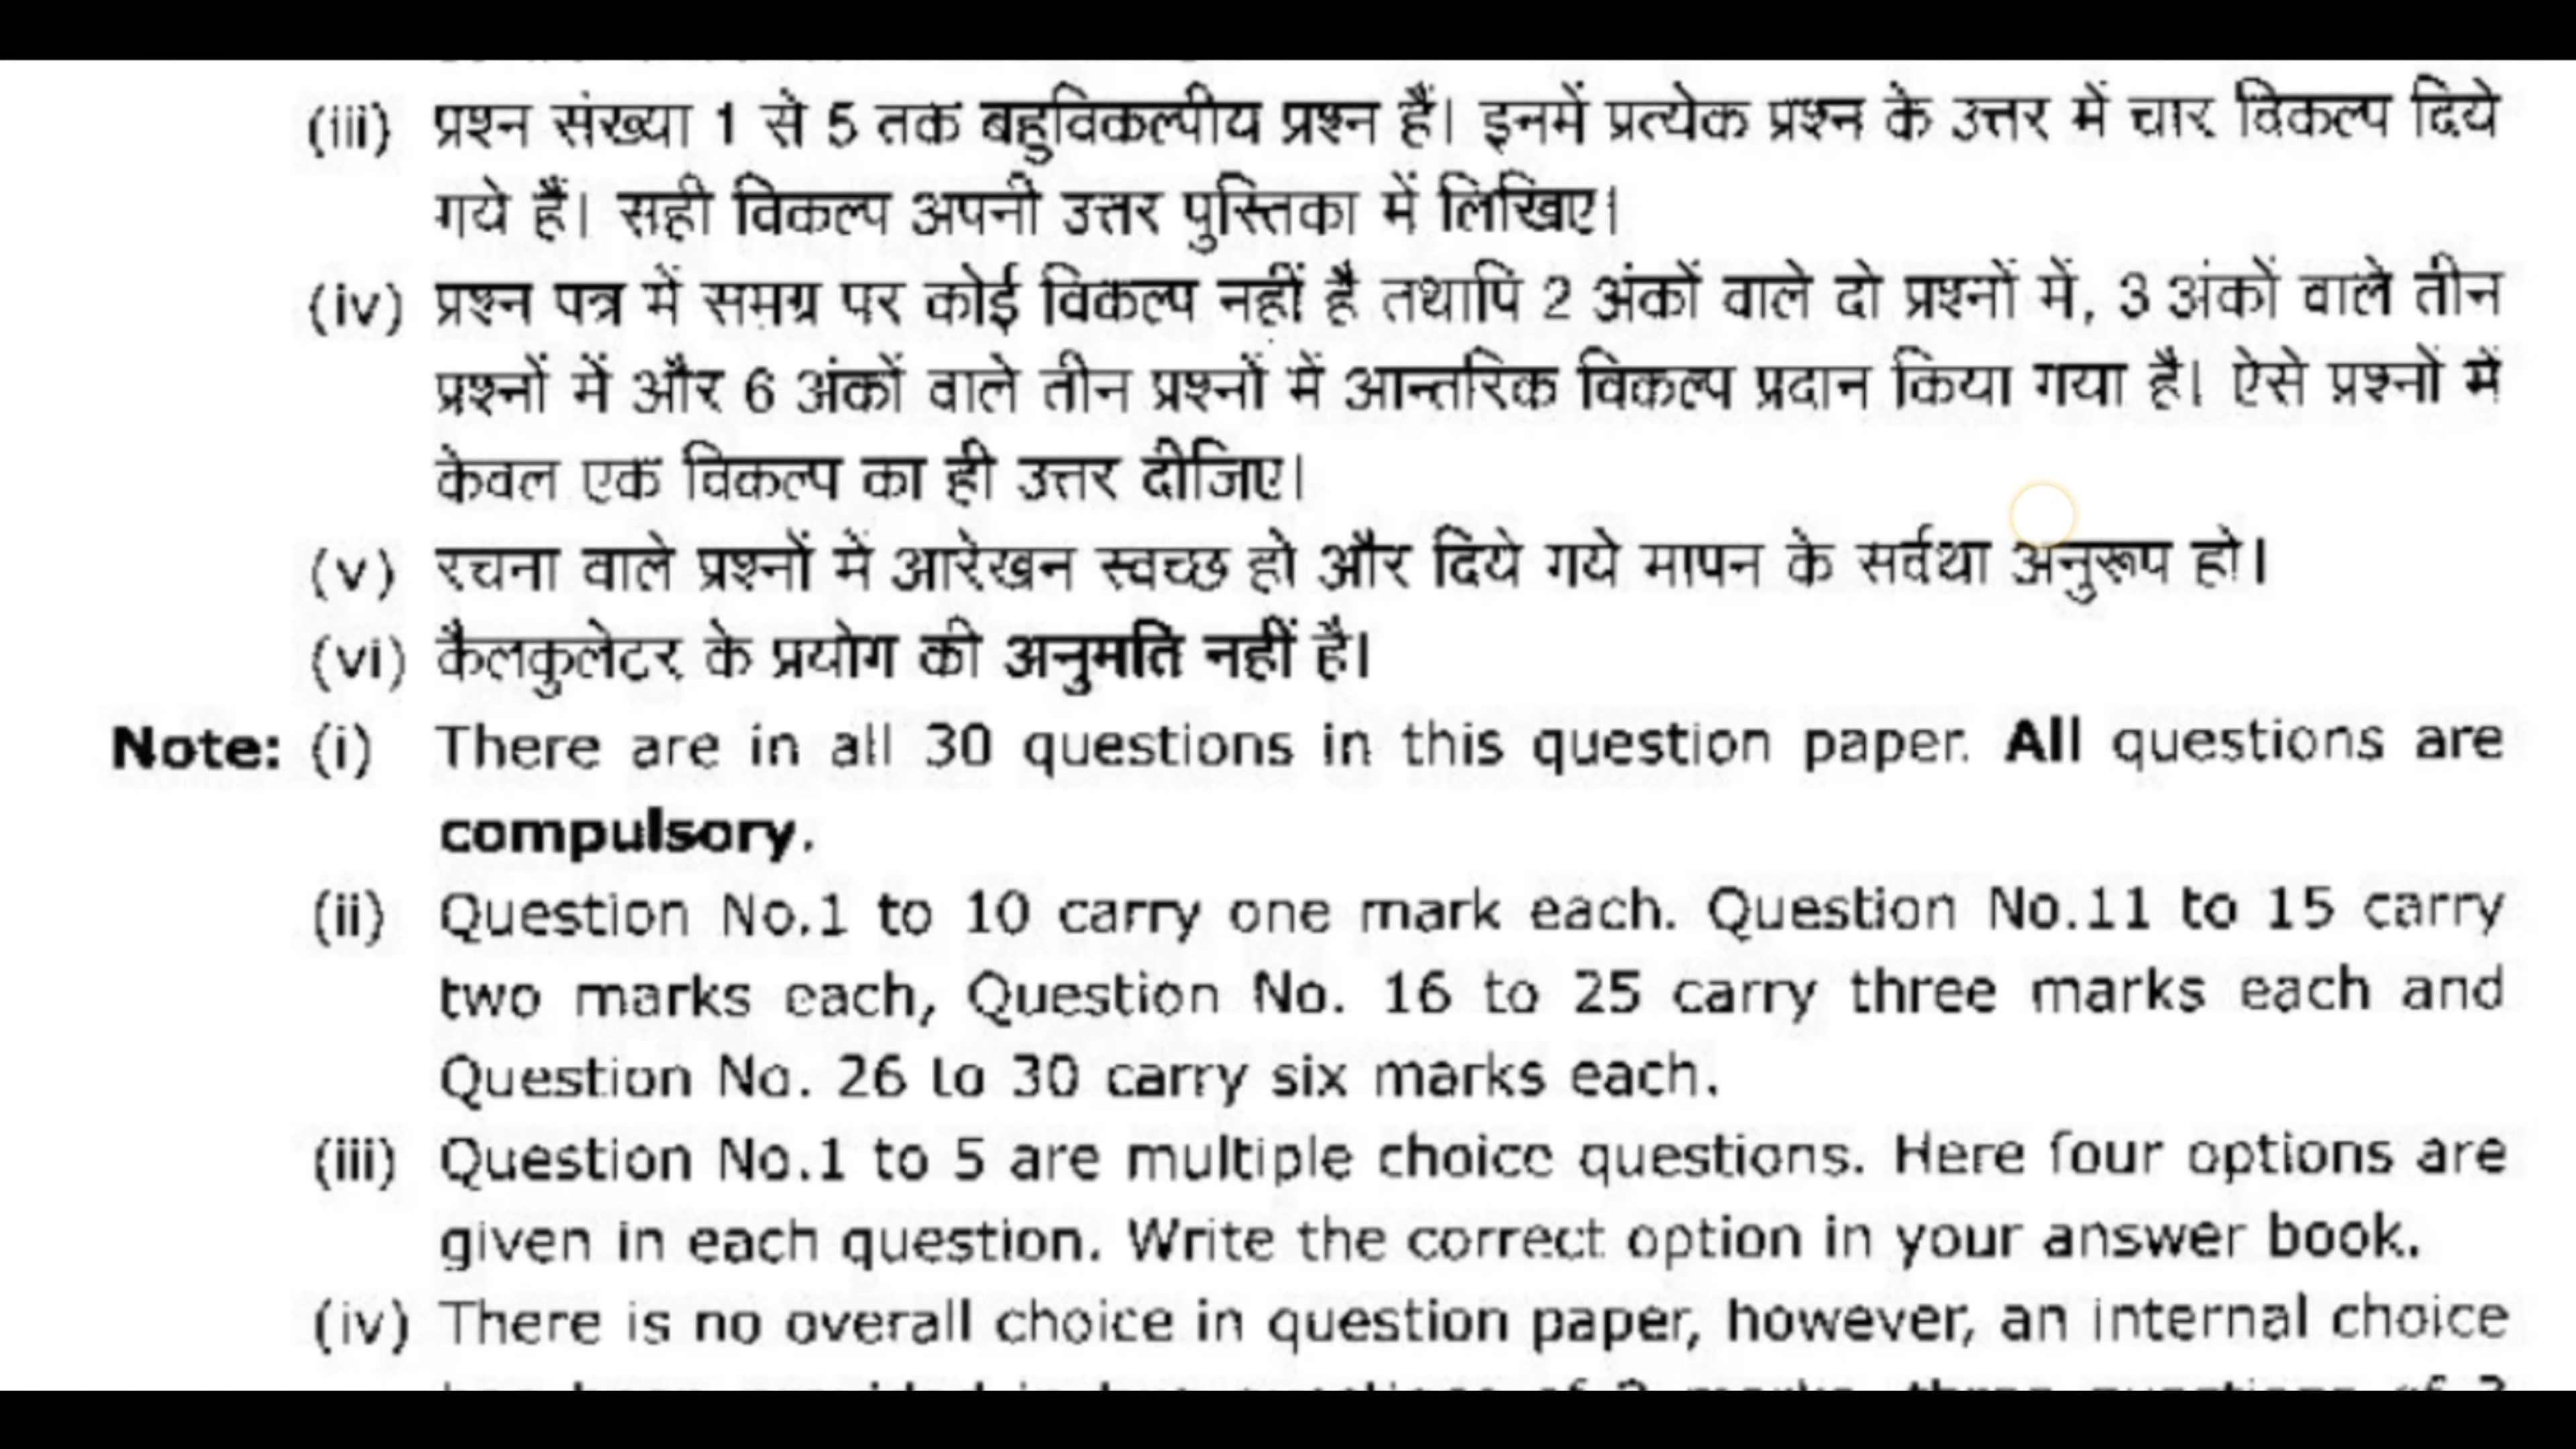 (iii) प्रश्न संख्या 1 से 5 तक बहुविकल्पीय प्रश्न हैं। इनमें प्रत्येक प्रश्न के उत्तर में चार विकल्प दिये
गये हैं। सही विकल्प अपनी उत्तर पुस्तिका में लिखिए।
(iv) प्रश्न पत्र में समग्र पर कोई विकल्प नहीं है तथापि 2 अंकों वाले दो प्रश्नों में, 3 अंकों वाले तीन
प्रश्नों में और 6 अंकों वाले तीन प्रश्नों में आन्तरिक विकल्प प्रदान किया गया है। ऐसे प्रश्नों में
केवल एक विकल्प का ही उत्तर दीजिए।
(v) रचना वाले प्रश्नों में आरेखन स्वच्छ हो और दिये गये मापन के सर्वथा अनुरूप हो।
(vi) कैलकुलेटर के प्रयोग की अनुमति नहीं है।
Note: (i) There are in all 30 questions in this question paper. All questions are
compulsory.
(ii) Question No.1 to 10 carry one mark each. Question No.11 to 15 carry
two marks each, Question No. 16 to 25 carry three marks each and
Question No. 26 to 30 carry six marks each.
(iii) Question No.1 to 5 are multiple choice questions. Here four options are
given in each question. Write the correct option in your answer book.
(iv) There is no overall choice in question paper, however, an internal choice